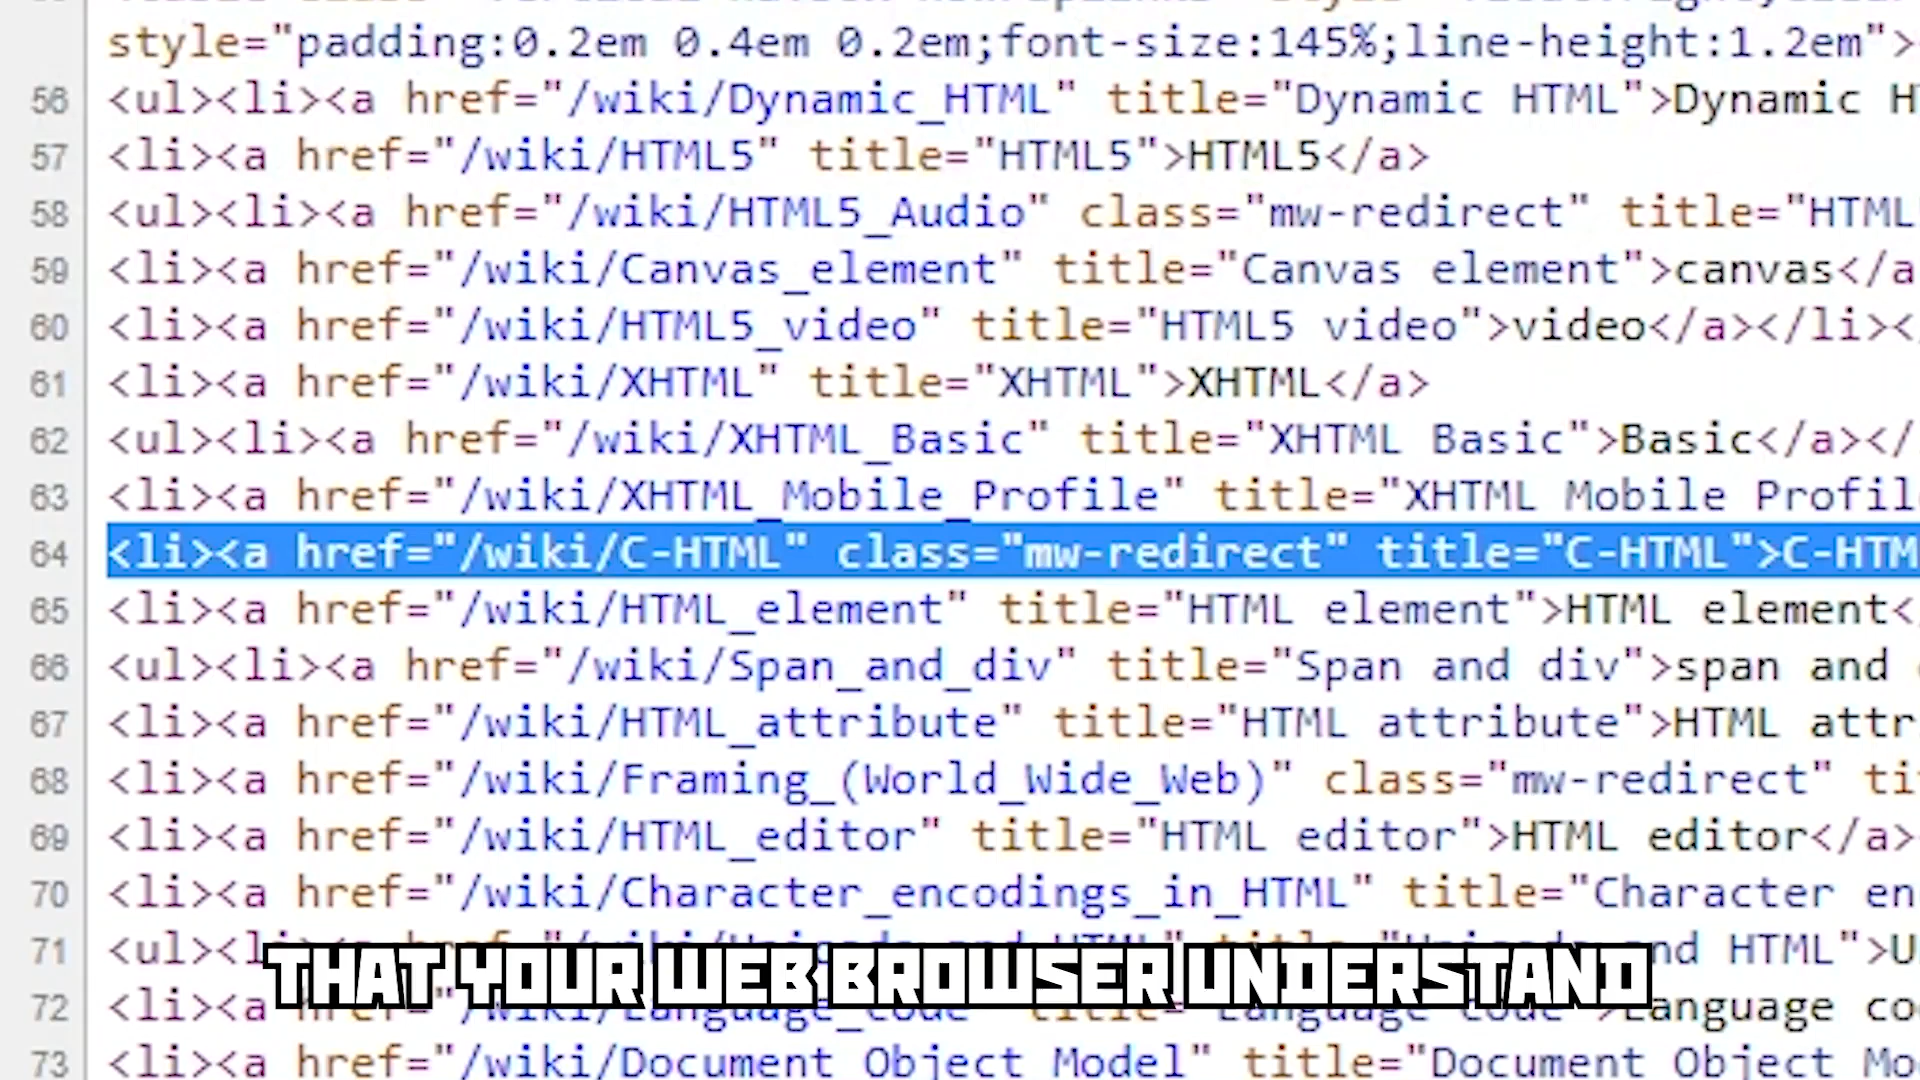 style="padding:0.2em 0.4em 0.2em;font-size:145%;line-height:1.2em">
56 <ul><li><a href="/wiki/Dynamic_HTML" title="Dynamic HTML">Dynamic
57 <li><a href="/wiki/HTML5" title="HTML5">HTML5</a>
58 <ul><li><a href="/wiki/HTML5_Audio" class="mw-redirect" title="HTML
59 <li><a href="/wiki/Canvas_element" title="Canvas element">canvas</a
60 <li><a href="/wiki/HTML5_video" title="HTML5 video">video</a></li><
61 <li><a href="/wiki/XHTML" title="XHTML">XHTML</a>
62 <ul><li><a href="/wiki/XHTML_Basic" title="XHTML Basic">Basic</a></
63 <li><a href="/wiki/XHTML_Mobile_Profile" title="XHTML Mobile Profil
64 <li><a href="/wiki/C-HTML" class="mw-redirect" title="C-HTML">C-HTM
65 <li><a href="/wiki/HTML_element" title="HTML element">HTML element<
66 <ul><li><a href="/wiki/Span_and_div" title="Span and div">span and
67 <li><a href="/wiki/HTML_attribute" title="HTML attribute">HTML attr
68 <li><a href="/wiki/Framing_(World_Wide_Web)" class="mw-redirect" ti
69 <li><a href="/wiki/HTML_editor" title="HTML editor">HTML editor</a>
70 <li><a href="/wiki/Character_encodings_in_HTML" title="Character en
71 <ul><li nd HTML">U
THAT YOUR WEB BROWSER UNDERSTAND
72 <li><a Language co
73 <li><a href="/wiki/Document_Object_Model" title="Document Object Mo